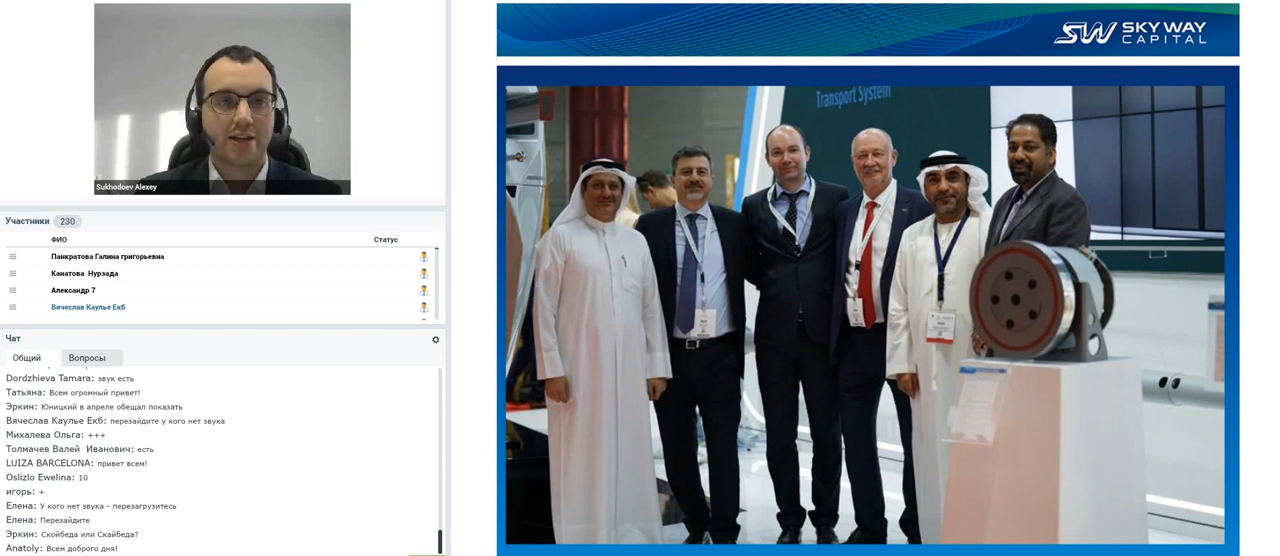 Sukhodoev Alexey
Участники 230
ФИО Статус
Панкратова Галина григорьевна
Канатова Нурзада
Александр 7
Вячеслав Каулье Екб
Чат
Общий Вопросы
Dordzhieva Tamara: звук есть
Татьяна: Всем огромный привет!
Эркин: Юницкий в апреле обещал показать
Вячеслав Каулье Екб: перезайдите у кого нет звука
Михалева Ольга: +++
Толмачев Валей Иванович: есть
LUIZA BARCELONA: привет всем!
Oslizlo Ewelina: 10
игорь: +
Елена: У кого нет звука - перезагрузитесь
Елена: Перезайдите
Эркин: Скойбеда или Скайбеда?
Anatoly: Всем доброго дня!
SW SKY WAY
CAPITAL
Transport System